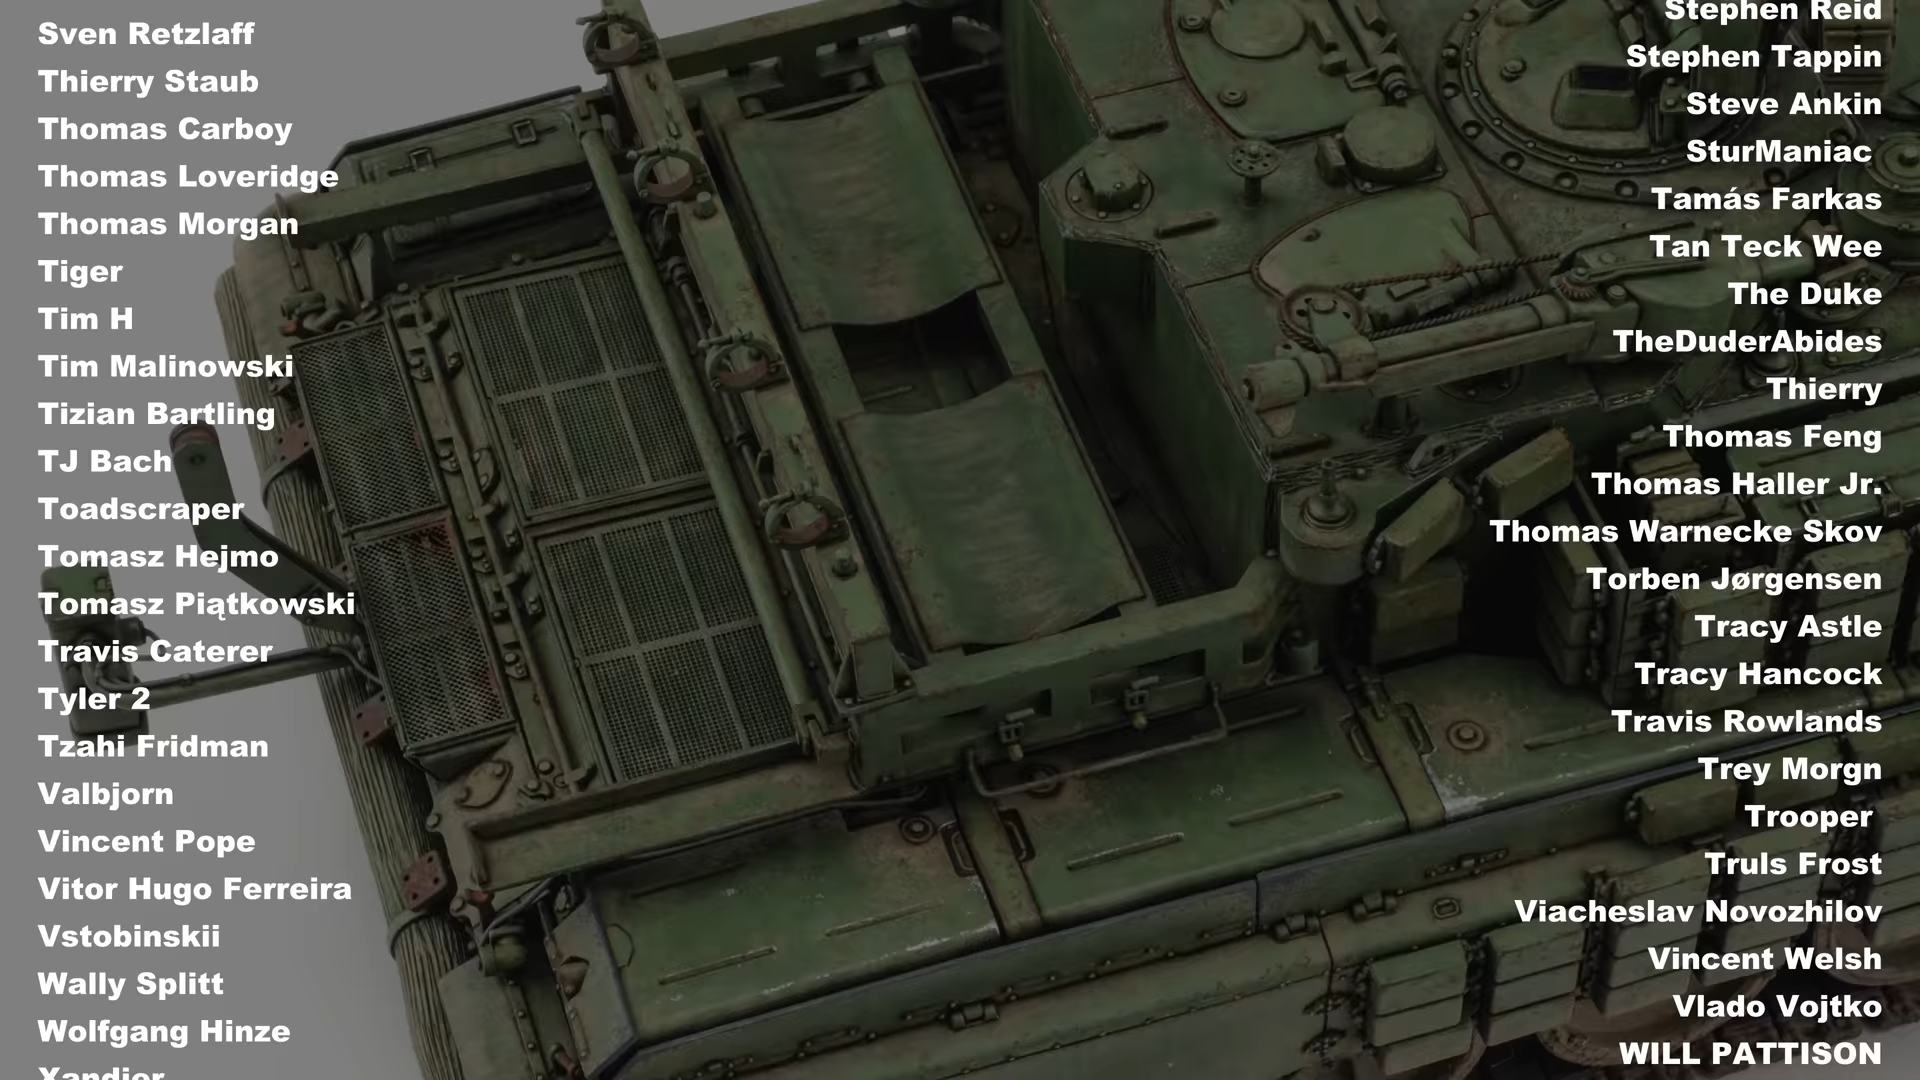 Sven Retzlaff
Thierry Staub
Thomas Carboy
Thomas Loveridge
Thomas Morgan
Tiger
Tim H
Tim Malinowski
Tizian Bartling
TJ Bach
Toadscraper
Tomasz Hejmo
Tomasz Piątkowski
Travis Caterer
Tyler 2
Tzahi Fridman
Valbjorn
Vincent Pope
Vitor Hugo Ferreira
Vstobinskii
Wally Splitt
Wolfgang Hinze
Xandior
Stephen Reid
Stephen Tappin
Steve Ankin
SturManiac
Tamás Farkas
Tan Teck Wee
The Duke
TheDuderAbides
Thierry
Thomas Feng
Thomas Haller Jr.
Thomas Warnecke Skov
Torben Jørgensen
Tracy Astle
Tracy Hancock
Travis Rowlands
Trey Morgn
Trooper
Truls Frost
Viacheslav Novozhilov
Vincent Welsh
Vlado Vojtko
WILL PATTISON